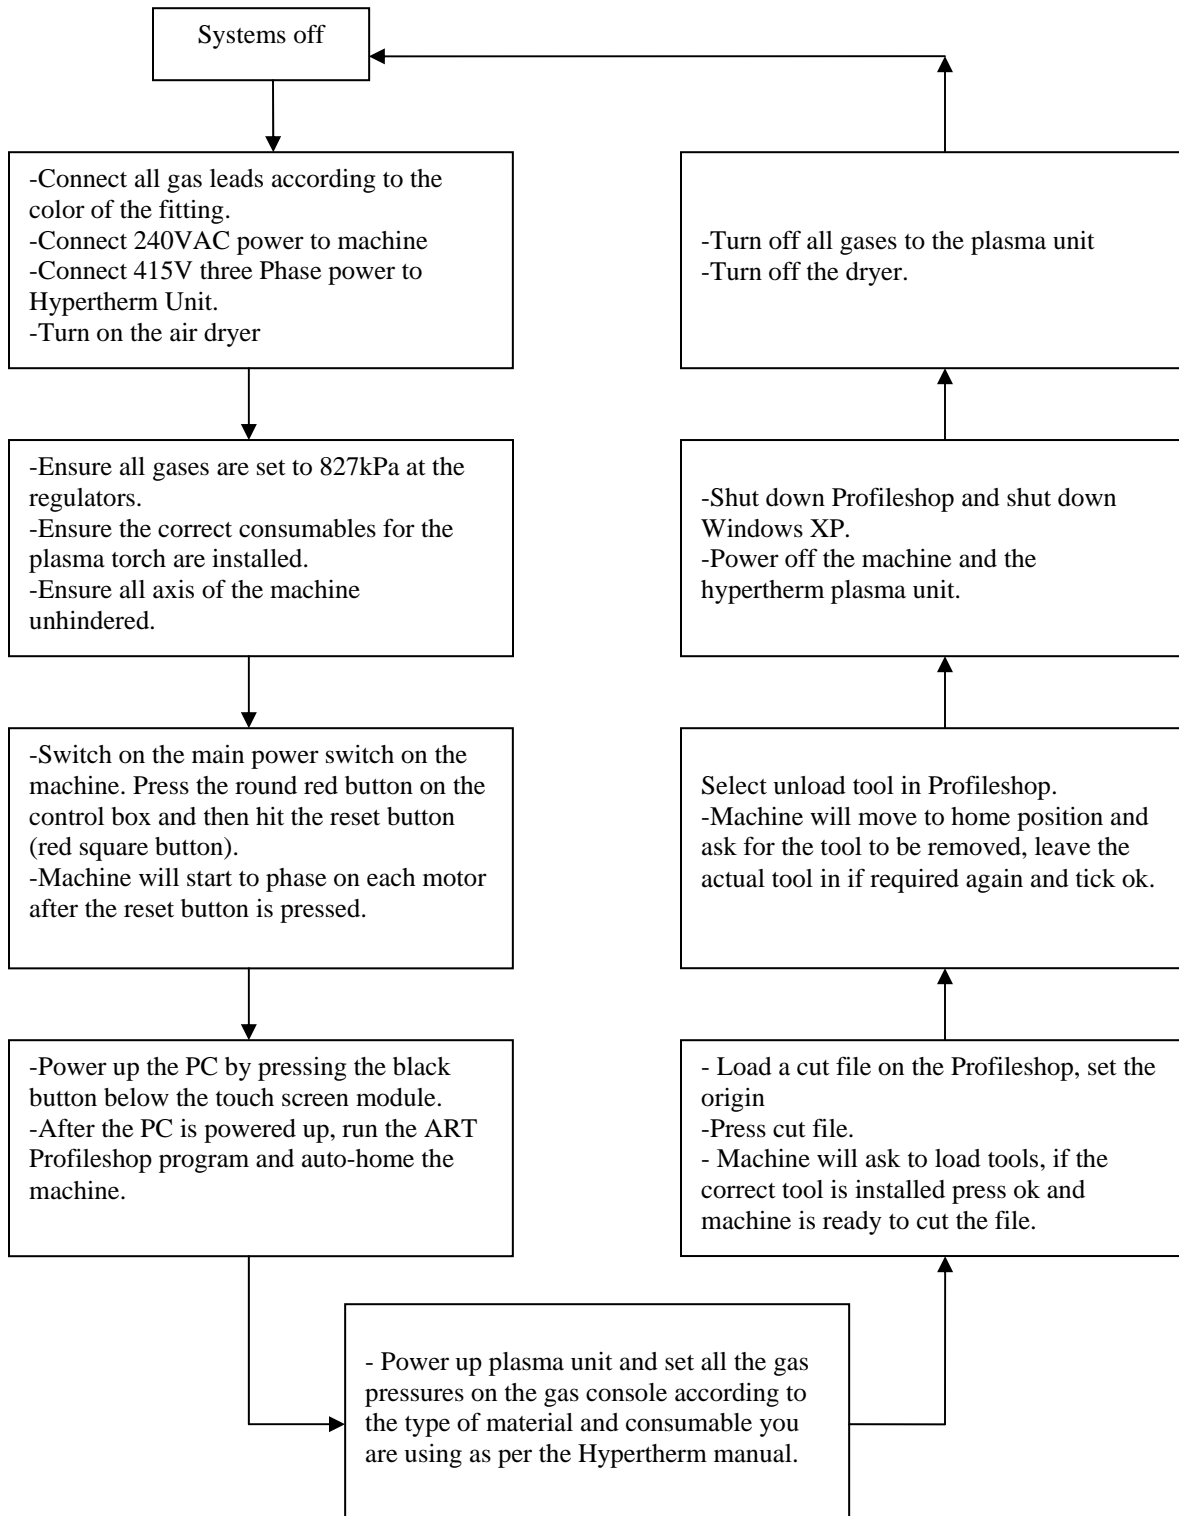 Systems off
-Connect all gas leads according to the
color of the fitting.
-Connect 240VAC power to machine
-Connect 415V three Phase power to
Hypertherm Unit.
-Turn on the air dryer
-Ensure all gases are set to 827kPa at the
regulators.
-Ensure the correct consumables for the
plasma torch are installed.
-Ensure all axis of the machine
unhindered.
-Switch on the main power switch on the
machine. Press the round red button on the
control box and then hit the reset button
(red square button).
-Machine will start to phase on each motor
after the reset button is pressed.
-Power up the PC by pressing the black
button below the touch screen module.
-After the PC is powered up, run the ART
Profileshop program and auto-home the
machine.
- Power up plasma unit and set all the gas
pressures on the gas console according to
the type of material and consumable you
are using as per the Hypertherm manual.
- Load a cut file on the Profileshop, set the
origin
-Press cut file.
- Machine will ask to load tools, if the
correct tool is installed press ok and
machine is ready to cut the file.
Select unload tool in Profileshop.
-Machine will move to home position and
ask for the tool to be removed, leave the
actual tool in if required again and tick ok.
-Shut down Profileshop and shut down
Windows XP.
-Power off the machine and the
hypertherm plasma unit.
-Turn off all gases to the plasma unit
-Turn off the dryer.